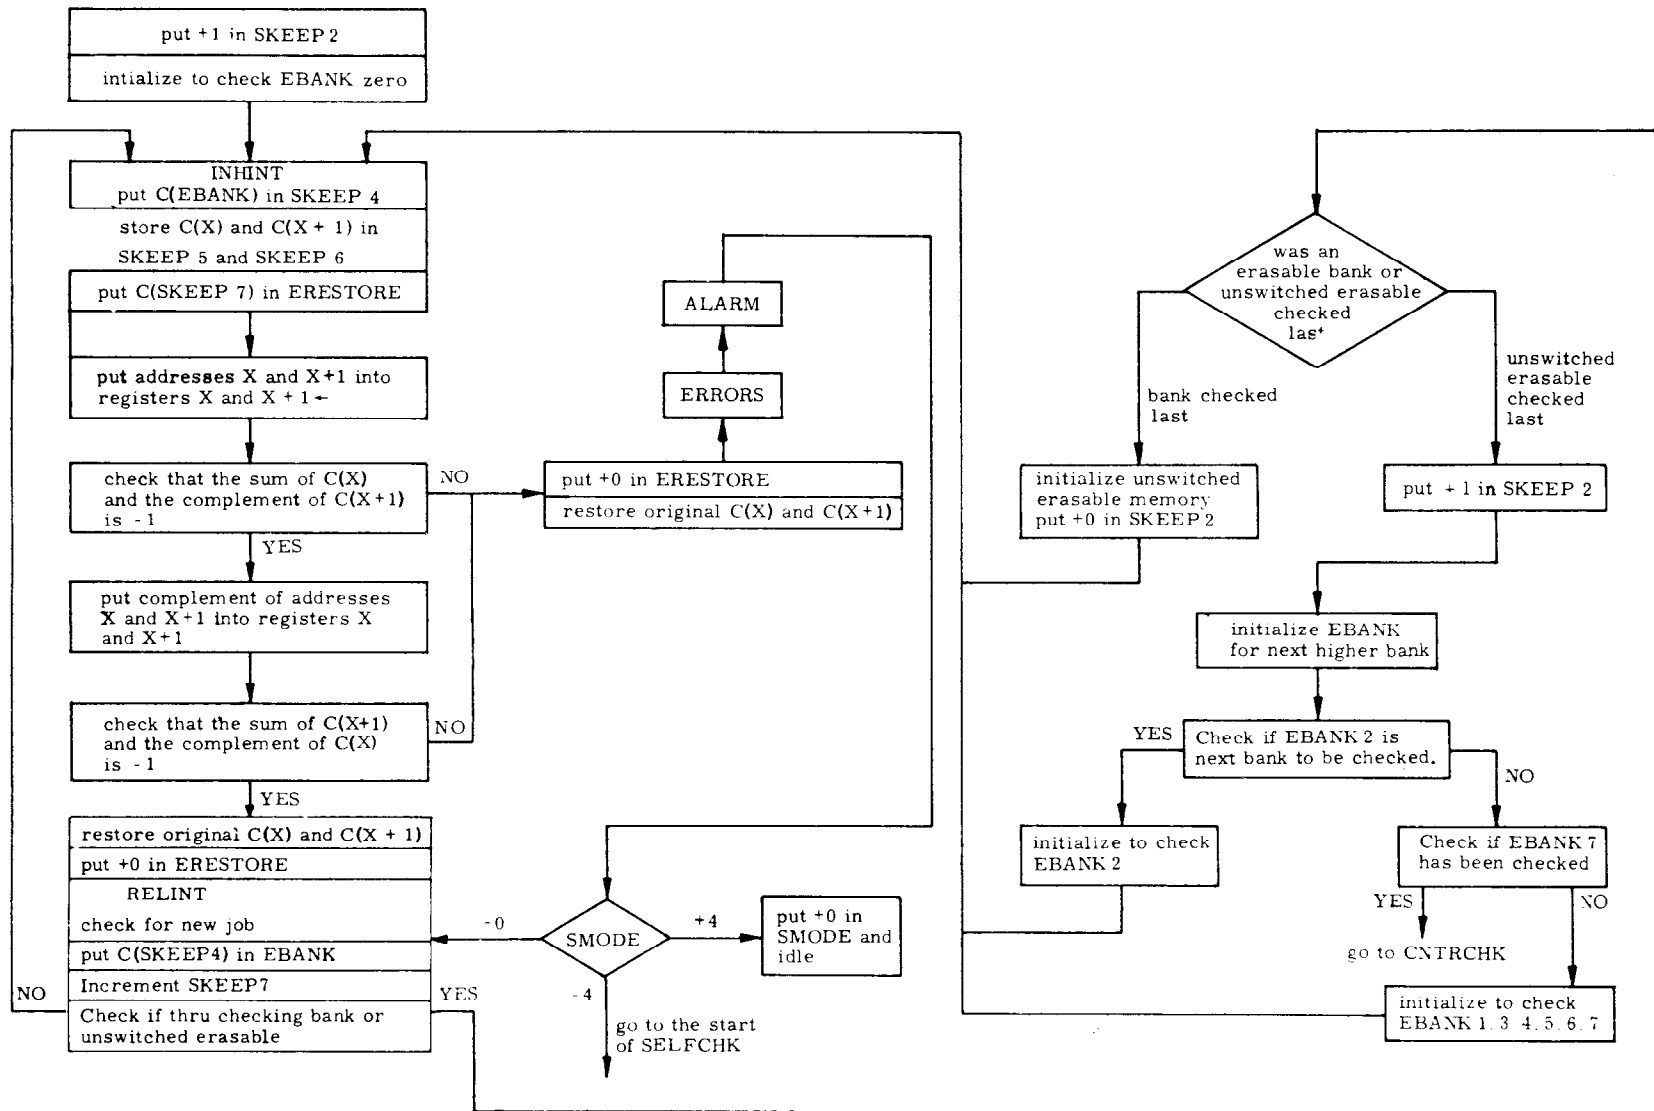 put +1 in SKEEP 2
intialize to check EBANK zero
INHINT
put C(EBANK) in SKEEP 4
store C(X) and C(X + 1) in
SKEEP 5 and SKEEP 6
put C(SKEEP 7) in ERESTORE
put addresses X and X+1 into
registers X and X + 1
check that the sum of C(X)
and the complement of C(X+1)
is -1
NO
YES
put complement of addresses
X and X+1 into registers X
and X+1
check that the sum of C(X+1)
and the complement of C(X)
is -1
NO
YES
restore original C(X) and C(X + 1)
put +0 in ERESTORE
RELINT
check for new job
put C(SKEEP4) in EBANK
Increment SKEEP7
Check if thru checking bank or
unswitched erasable
NO
YES
ALARM
ERRORS
put +0 in ERESTORE
restore original C(X) and C(X+1)
SMODE
-0
+4
-4
put +0 in
SMODE and
idle
go to the start
of SELFCHK
was an
erasable bank or
unswitched erasable
checked
last
bank checked
last
unswitched
erasable
checked
last
initialize unswitched
erasable memory
put +0 in SKEEP 2
put + 1 in SKEEP 2
initialize EBANK
for next higher bank
Check if EBANK 2 is
next bank to be checked.
YES
NO
initialize to check
EBANK 2
Check if EBANK 7
has been checked
YES
NO
go to CNTRCHK
initialize to check
EBANK 1. 3 4. 5. 6. 7